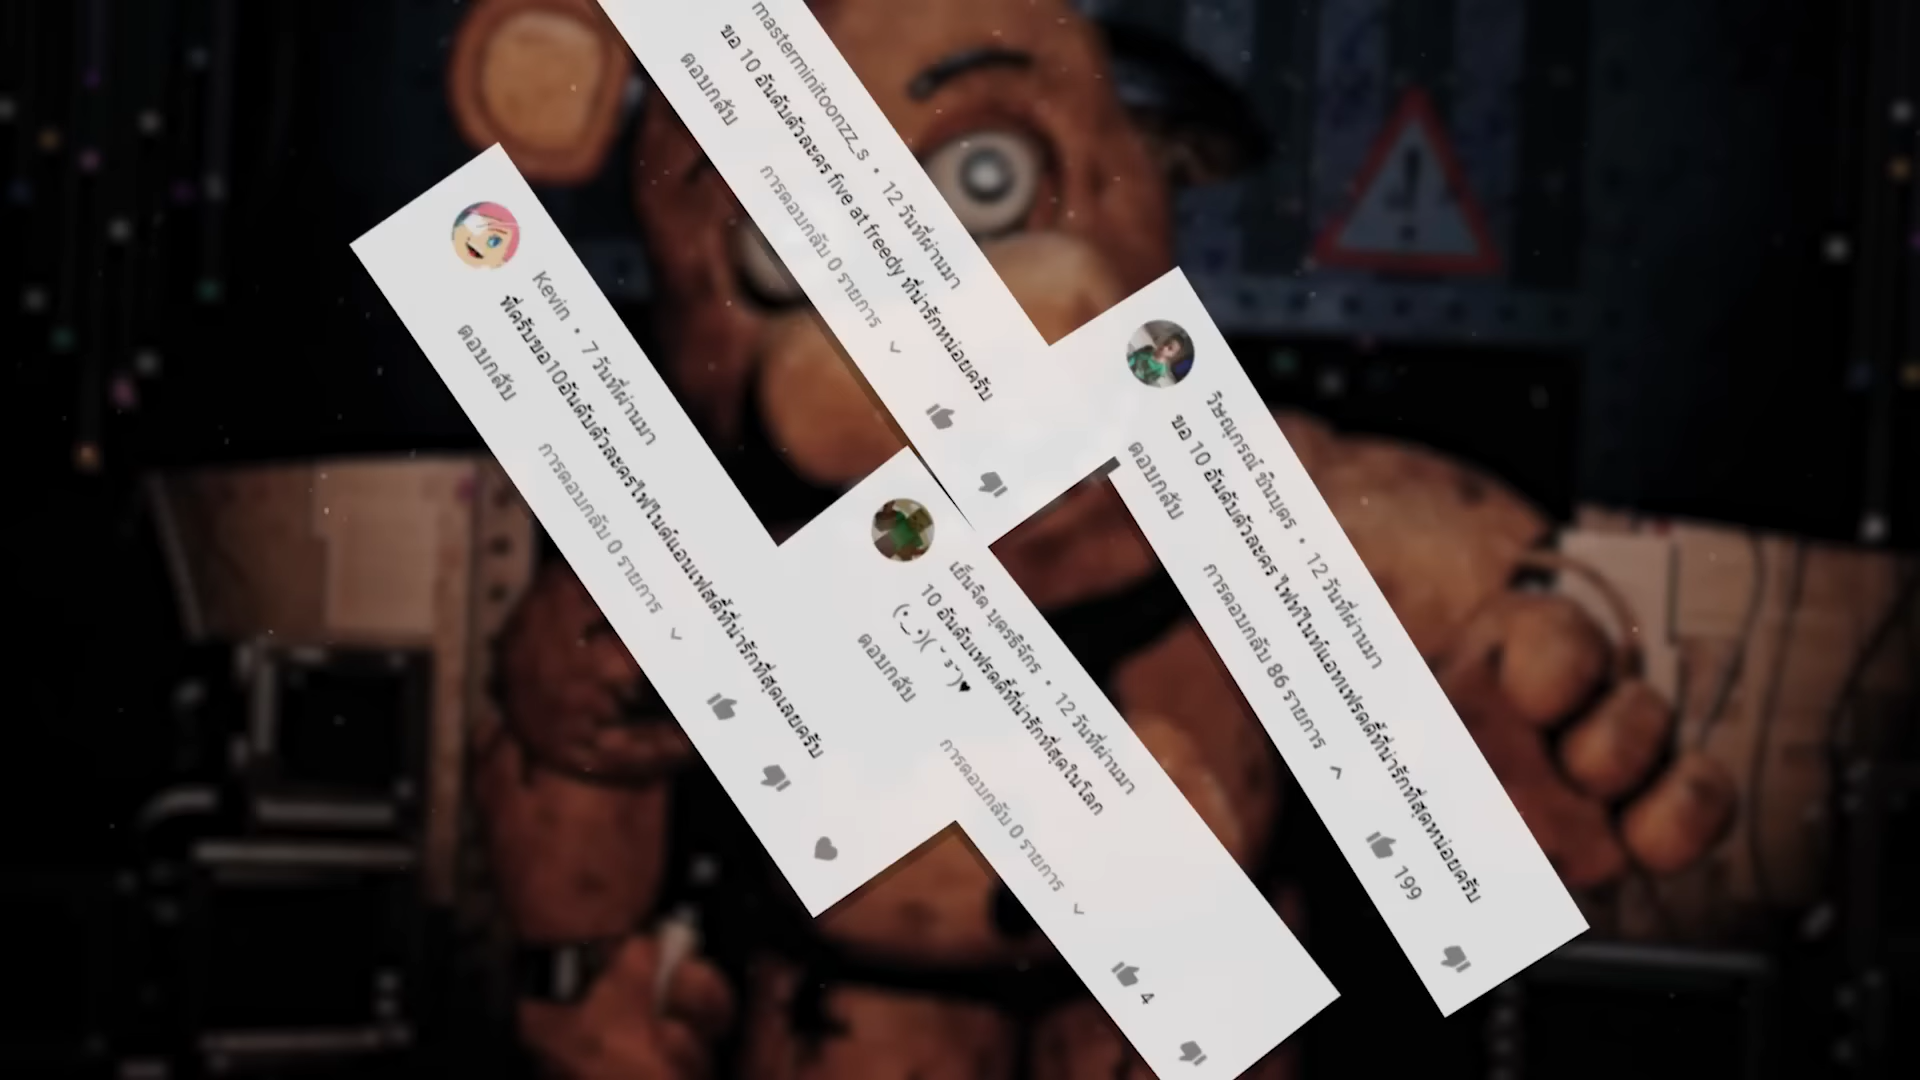 Kevin • 7 วันที่ผ่านมา
พี่ครับขอ10อันดับตัวละครไฟไนต์แอนเฟสดี้ที่น่ารักที่สุดเลยครับ
ตอบกลับ
การตอบกลับ 0 รายการ
masterminitoonzz_s • 12 วันที่ผ่านมา
ขอ 10 อันดับตัวละคร five at freedy ที่น่ารักหน่อยครับ
ตอบกลับ
การตอบกลับ 0 รายการ
เย็นจิต บุตรธิจักร • 12 วันที่ผ่านมา
10 อันดับเฟรดดี้ที่น่ารักที่สุดในโลก
(•‿•)(˘ ³˘)♥
ตอบกลับ
การตอบกลับ 0 รายการ
4
วิษณุกรณ์ ชินบุตร • 12 วันที่ผ่านมา
ขอ 10 อันดับตัวละคร ไฟท์ไนท์แอทเฟรดดี้ที่น่ารักที่สุดหน่อยครับ
ตอบกลับ
การตอบกลับ 86 รายการ
199